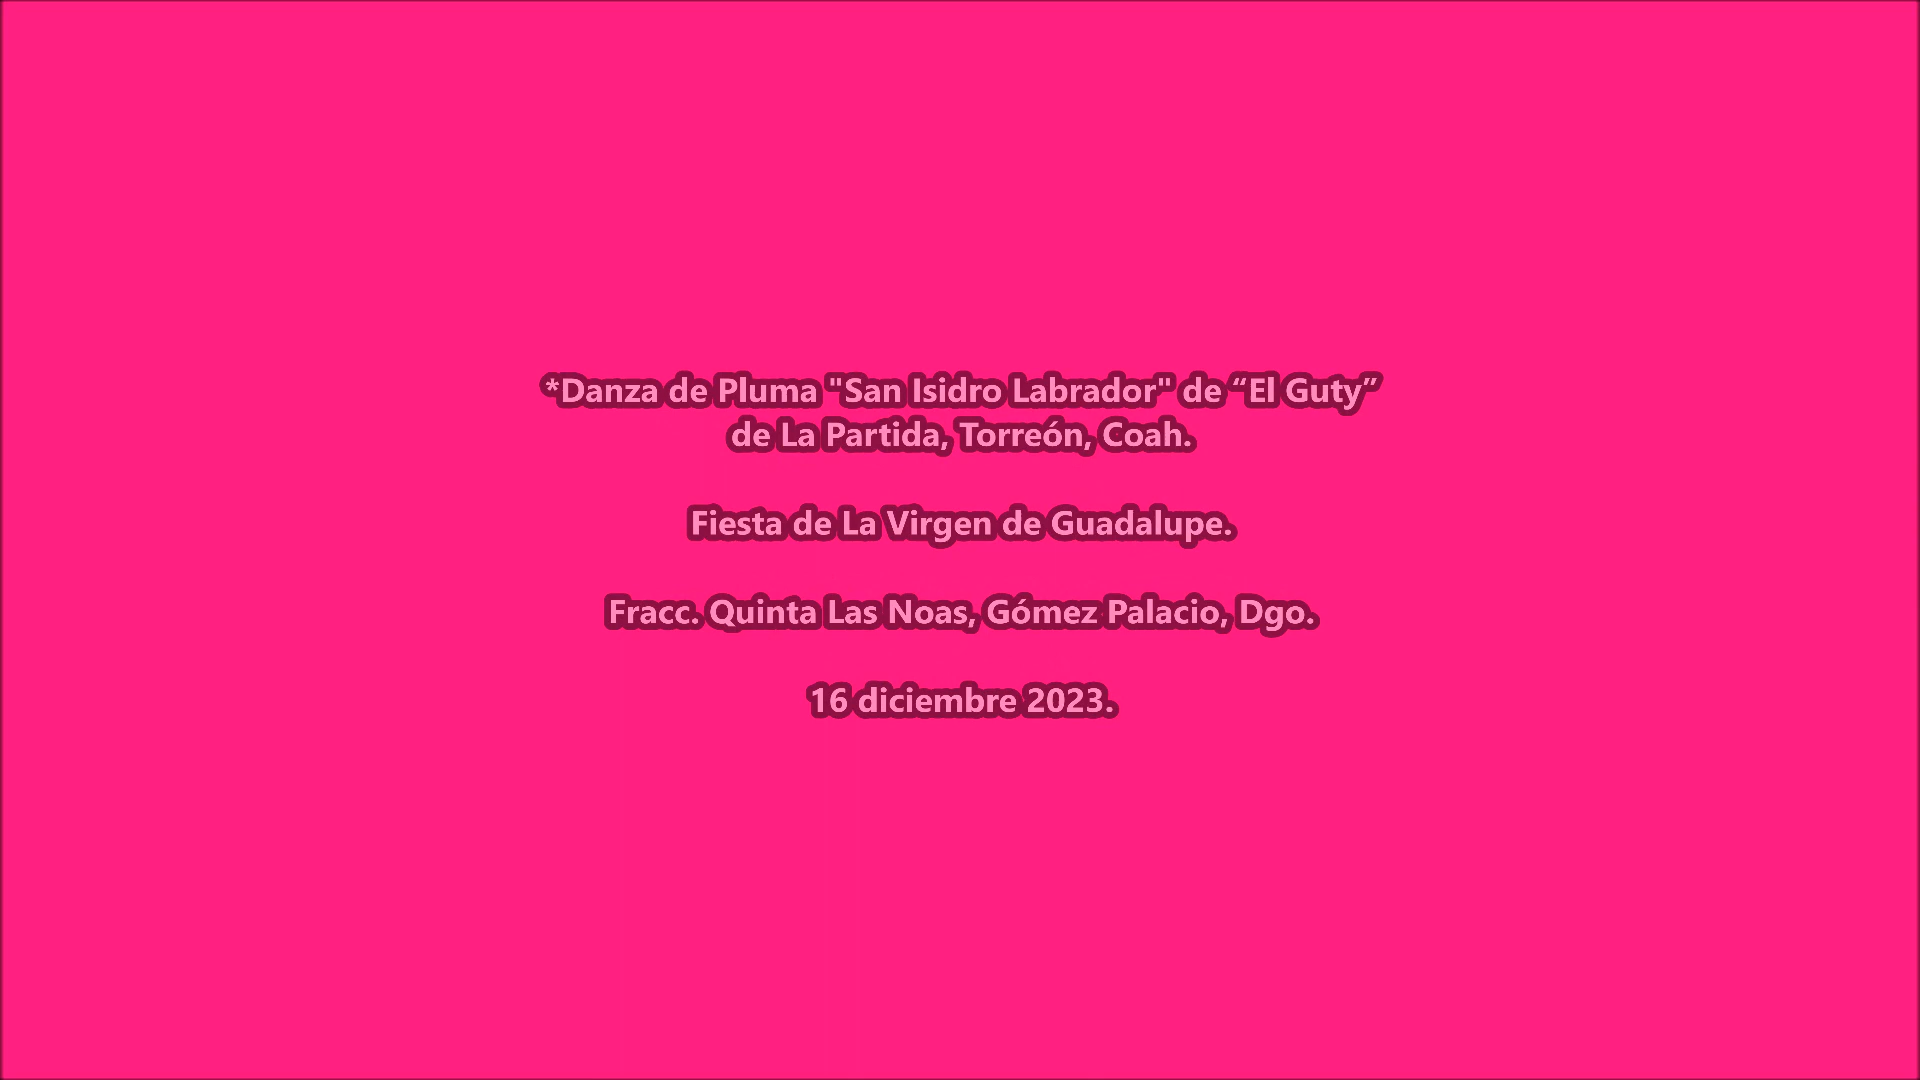 *Danza de Pluma "San Isidro Labrador" de “El Guty”
de La Partida, Torreón, Coah.
Fiesta de La Virgen de Guadalupe.
Fracc. Quinta Las Noas, Gómez Palacio, Dgo.
16 diciembre 2023.